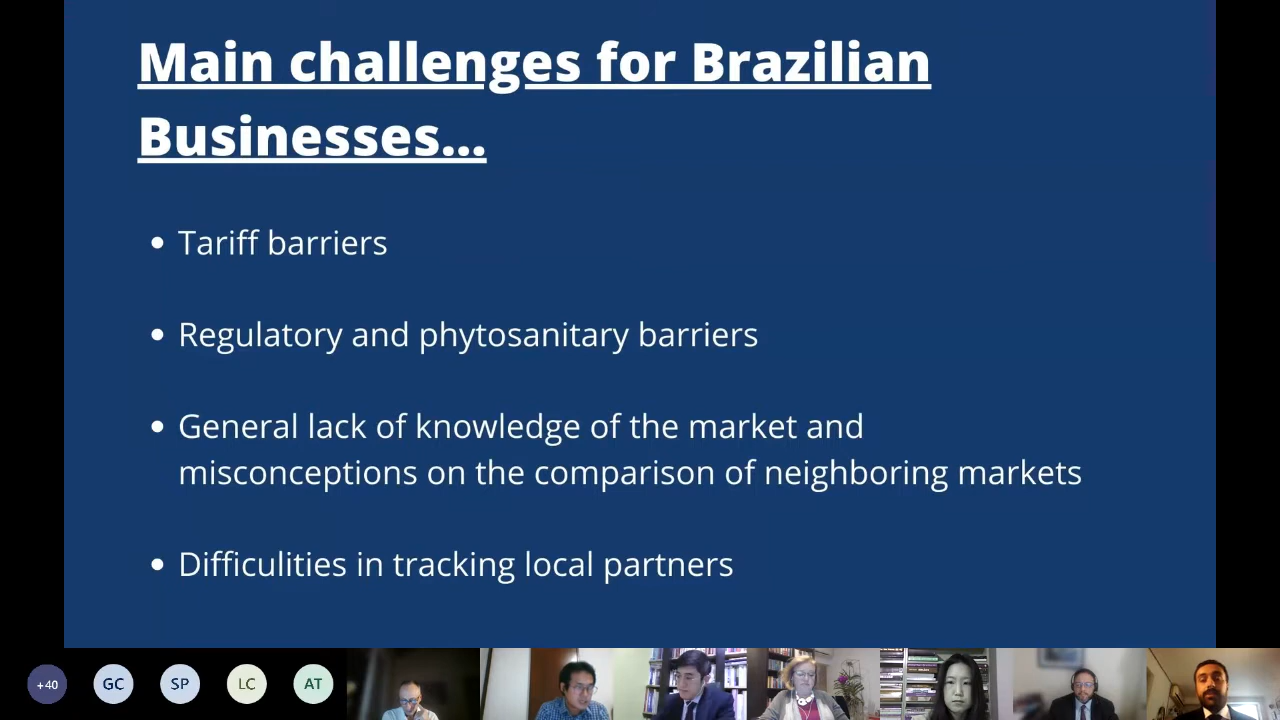 Main challenges for Brazilian
Businesses...
• Tariff barriers
• Regulatory and phytosanitary barriers
• General lack of knowledge of the market and
misconceptions on the comparison of neighboring markets
• Difficulities in tracking local partners
+40 GC SP LC AT